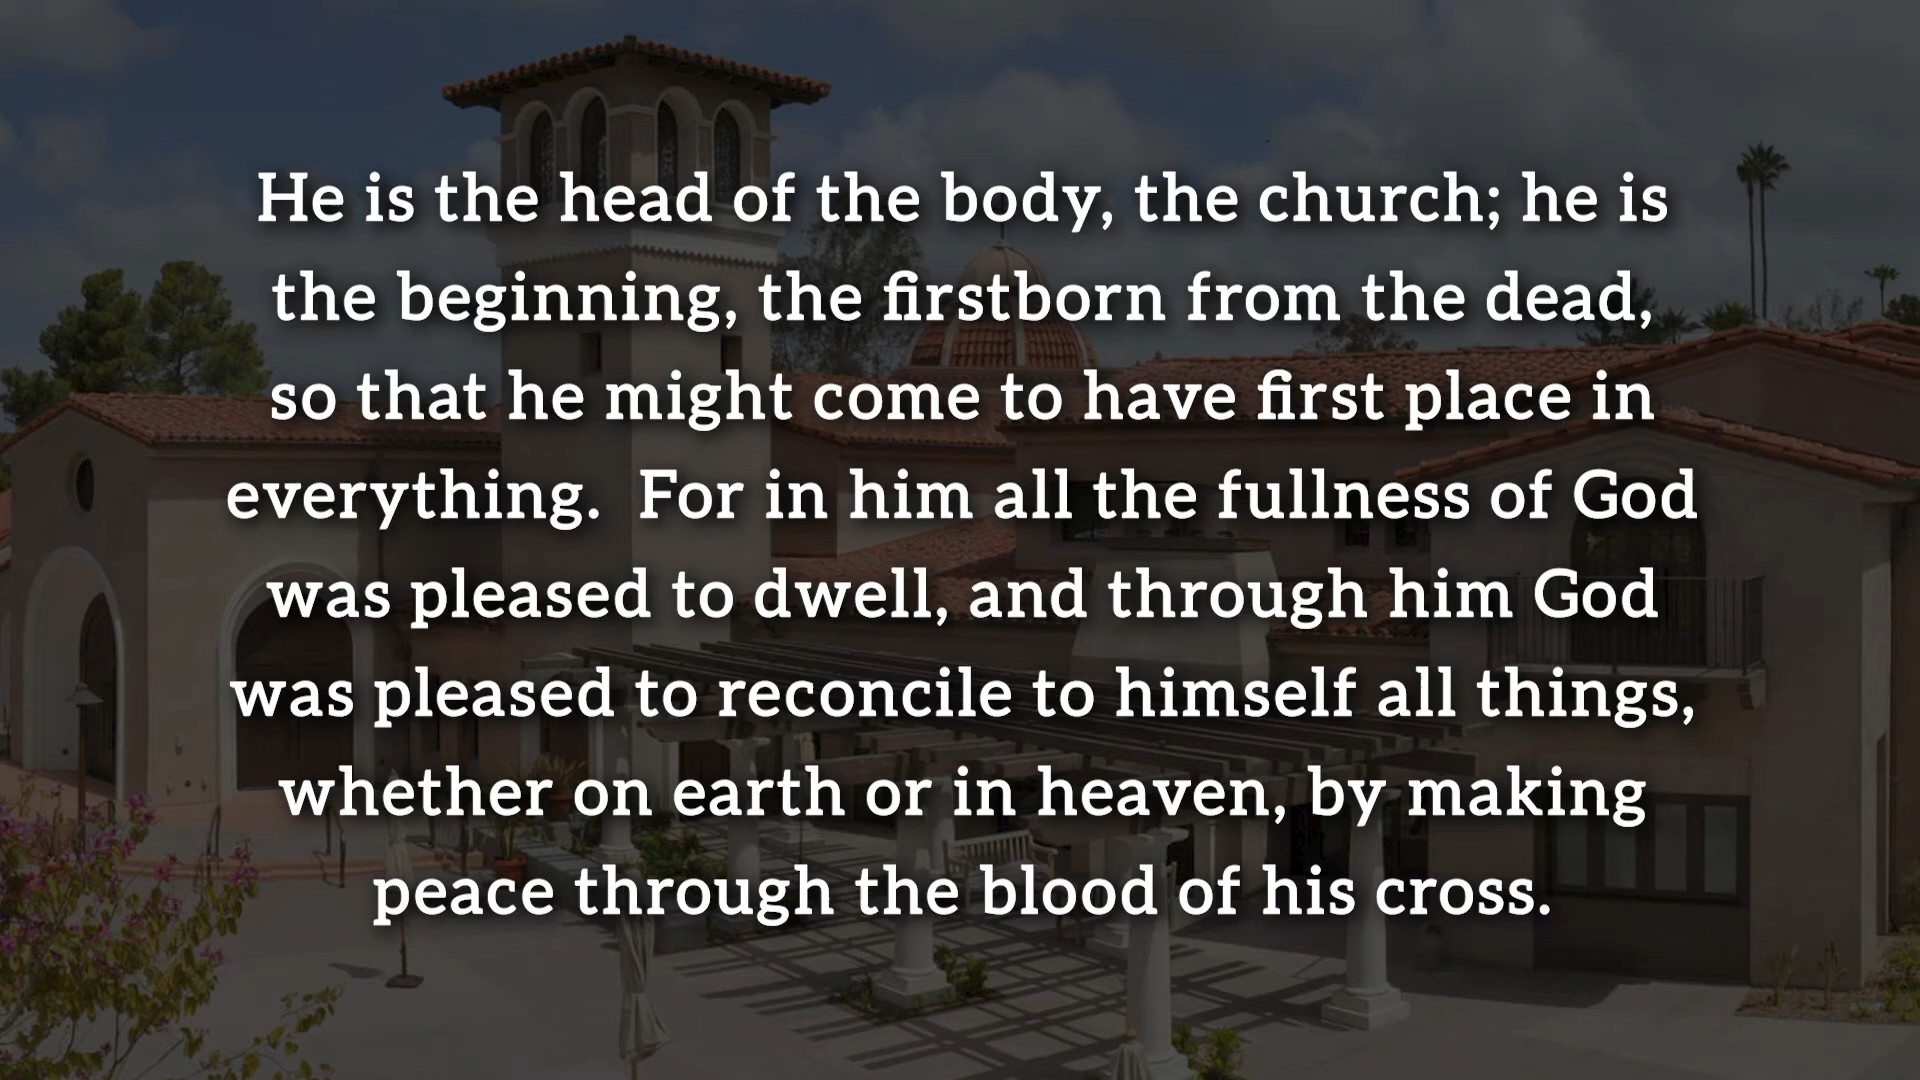 He is the head of the body, the church; he is
the beginning, the firstborn from the dead,
so that he might come to have first place in
everything.  For in him all the fullness of God
was pleased to dwell, and through him God
was pleased to reconcile to himself all things,
whether on earth or in heaven, by making
peace through the blood of his cross.